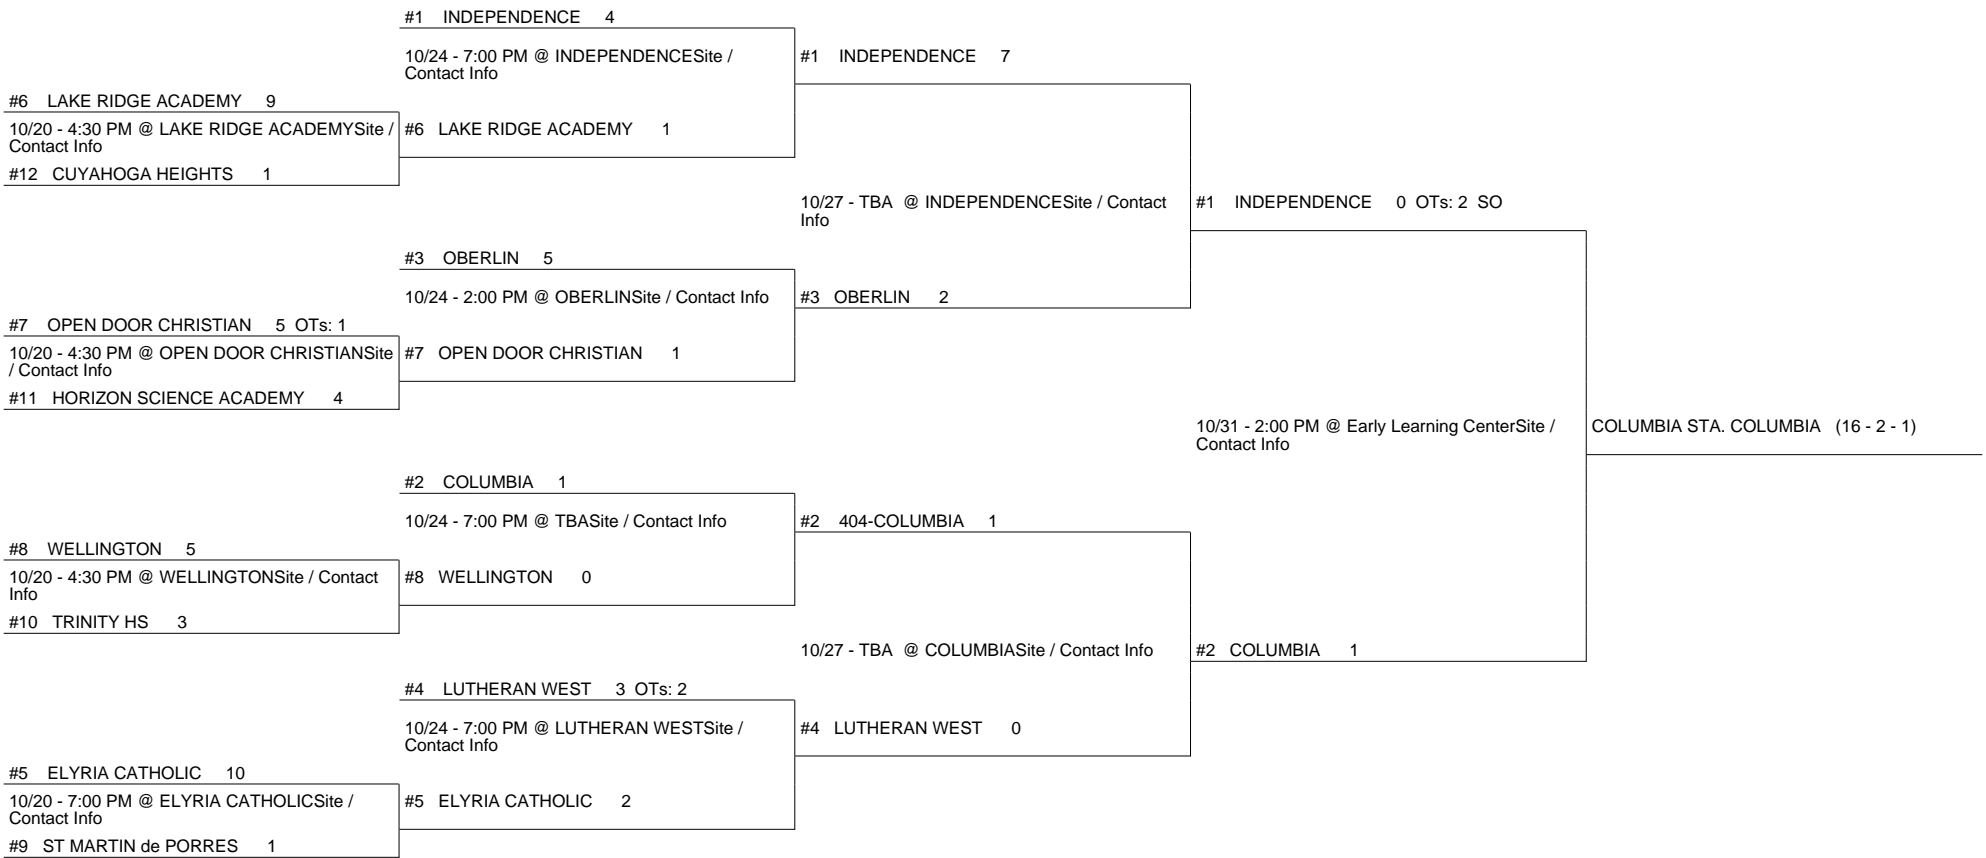 #1 INDEPENDENCE 4
10/24 - 7:00 PM @ INDEPENDENCESite /
Contact Info
#1 INDEPENDENCE 7
#6 LAKE RIDGE ACADEMY 9
10/20 - 4:30 PM @ LAKE RIDGE ACADEMYSite /
Contact Info
#6 LAKE RIDGE ACADEMY 1
#12 CUYAHOGA HEIGHTS 1
10/27 - TBA @ INDEPENDENCESite / Contact
Info
#1 INDEPENDENCE 0 OTs: 2 SO
#3 OBERLIN 5
10/24 - 2:00 PM @ OBERLINSite / Contact Info
#3 OBERLIN 2
#7 OPEN DOOR CHRISTIAN 5 OTs: 1
10/20 - 4:30 PM @ OPEN DOOR CHRISTIANSite
/ Contact Info
#7 OPEN DOOR CHRISTIAN 1
#11 HORIZON SCIENCE ACADEMY 4
10/31 - 2:00 PM @ Early Learning CenterSite /
Contact Info
COLUMBIA STA. COLUMBIA (16 - 2 - 1)
#2 COLUMBIA 1
10/24 - 7:00 PM @ TBASite / Contact Info
#2 404-COLUMBIA 1
#8 WELLINGTON 5
10/20 - 4:30 PM @ WELLINGTONSite / Contact
Info
#8 WELLINGTON 0
#10 TRINITY HS 3
10/27 - TBA @ COLUMBIASite / Contact Info
#2 COLUMBIA 1
#4 LUTHERAN WEST 3 OTs: 2
10/24 - 7:00 PM @ LUTHERAN WESTSite /
Contact Info
#4 LUTHERAN WEST 0
#5 ELYRIA CATHOLIC 10
10/20 - 7:00 PM @ ELYRIA CATHOLICSite /
Contact Info
#5 ELYRIA CATHOLIC 2
#9 ST MARTIN de PORRES 1